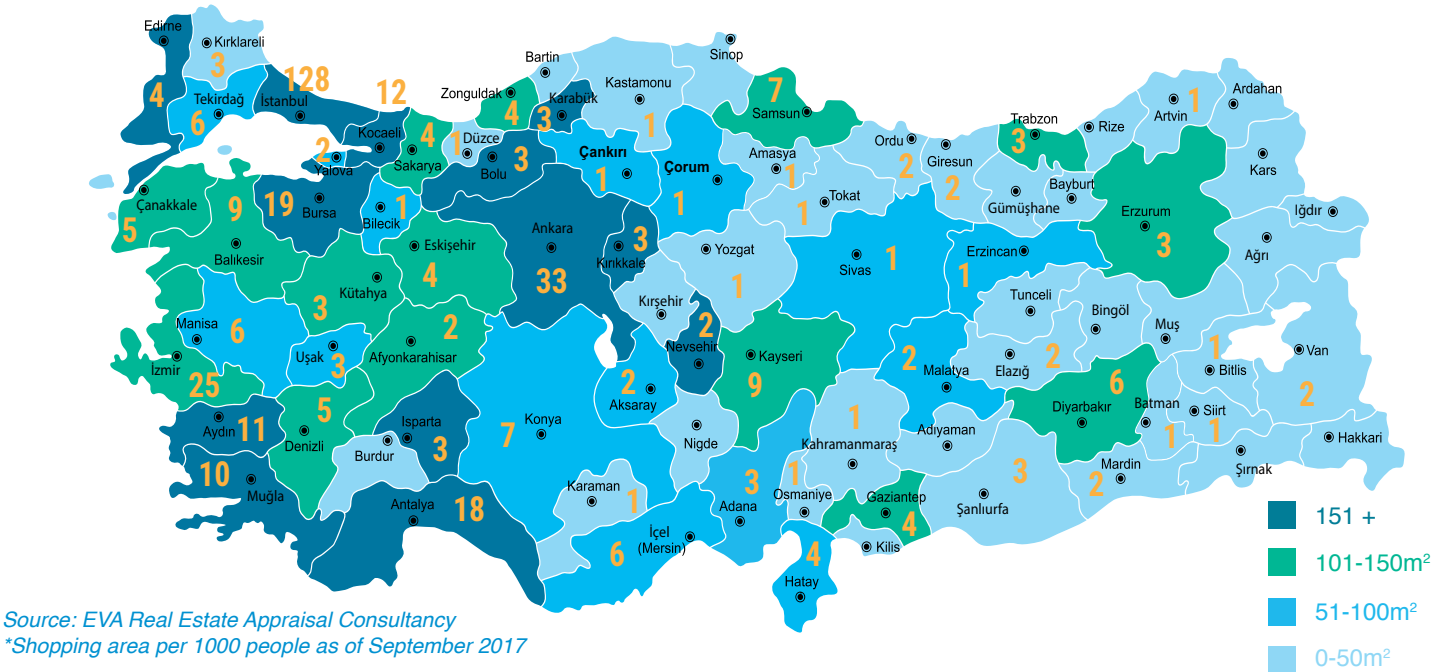 Edirne
Kırklareli
3
4
Tekirdağ
6
128
İstanbul
12
Kocaeli
2
Yalova
4
Sakarya
Zonguldak
4
Bartin
Karabük
3
Kastamonu
1
Sinop
7
Samsun
1
Düzce
Bolu
3
Çankırı
1
Çorum
1
Amasya
1
Tokat
1
Ordu
2
Giresun
2
Trabzon
3
Rize
Artvin
1
Ardahan
Kars
Gümüşhane
Bayburt
Erzurum
3
Iğdır
Ağrı
Çanakkale
5
9
Balıkesir
19
Bursa
Bilecik
1
Eskişehir
4
Ankara
33
3
Kırıkkale
Yozgat
1
Sivas
1
Erzincan
1
Tunceli
Bingöl
Muş
Kütahya
3
2
Afyonkarahisar
Manisa
6
Uşak
3
İzmir
25
Kırşehir
2
Nevsehir
Kayseri
9
2
Aksaray
2
Malatya
Elazığ
2
1
Bitlis
Van
2
6
Diyarbakır
Batman
1
Siirt
1
Hakkari
Şırnak
Mardin
2
Aydın
11
10
Muğla
5
Denizli
Burdur
Isparta
3
Antalya
18
Konya
7
Nigde
Karaman
1
İçel
(Mersin)
6
3
Adana
1
Kahramanmaraş
1
Osmaniye
Adıyaman
Gaziantep
4
Kilis
3
Şanlıurfa
4
Hatay
151 +
101-150m²
51-100m²
0-50m²
Source: EVA Real Estate Appraisal Consultancy
*Shopping area per 1000 people as of September 2017